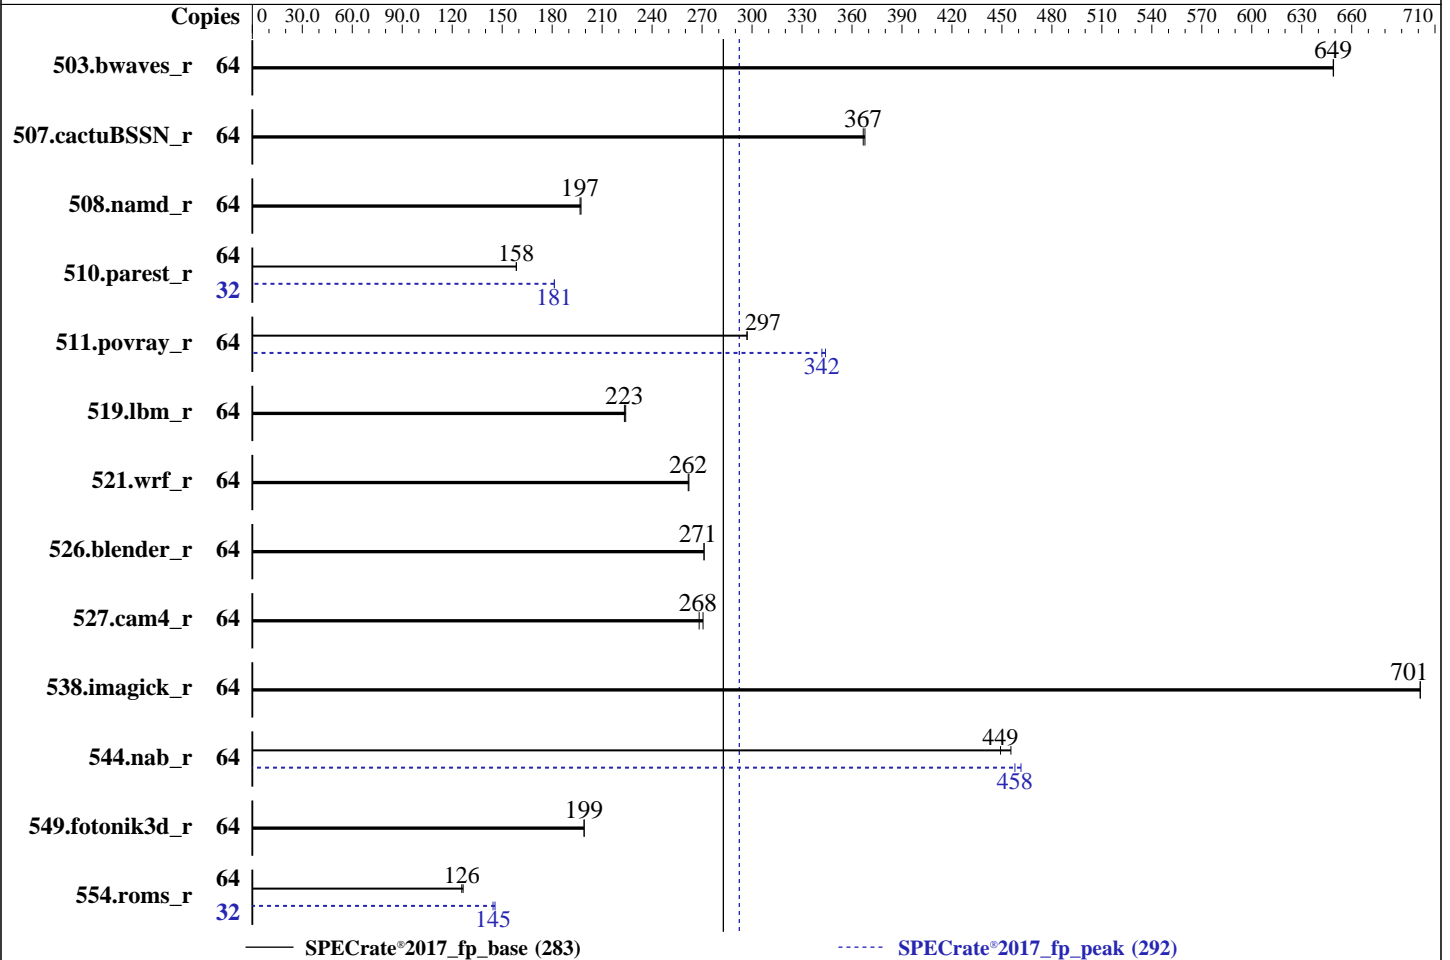 Copies 0 30.0 60.0 90.0 120 150 180 210 240 270 300 330 360 390 420 450 480 510 540 570 600 630 660 710
503.bwaves_r 64 649
507.cactuBSSN_r 64 367
508.namd_r 64 197
510.parest_r 64 158
32 181
511.povray_r 64 297
342
519.lbm_r 64 223
521.wrf_r 64 262
526.blender_r 64 271
527.cam4_r 64 268
538.imagick_r 64 701
544.nab_r 64 449
458
549.fotonik3d_r 64 199
554.roms_r 64 126
32 145
SPECrate®2017_fp_base (283) SPECrate®2017_fp_peak (292)